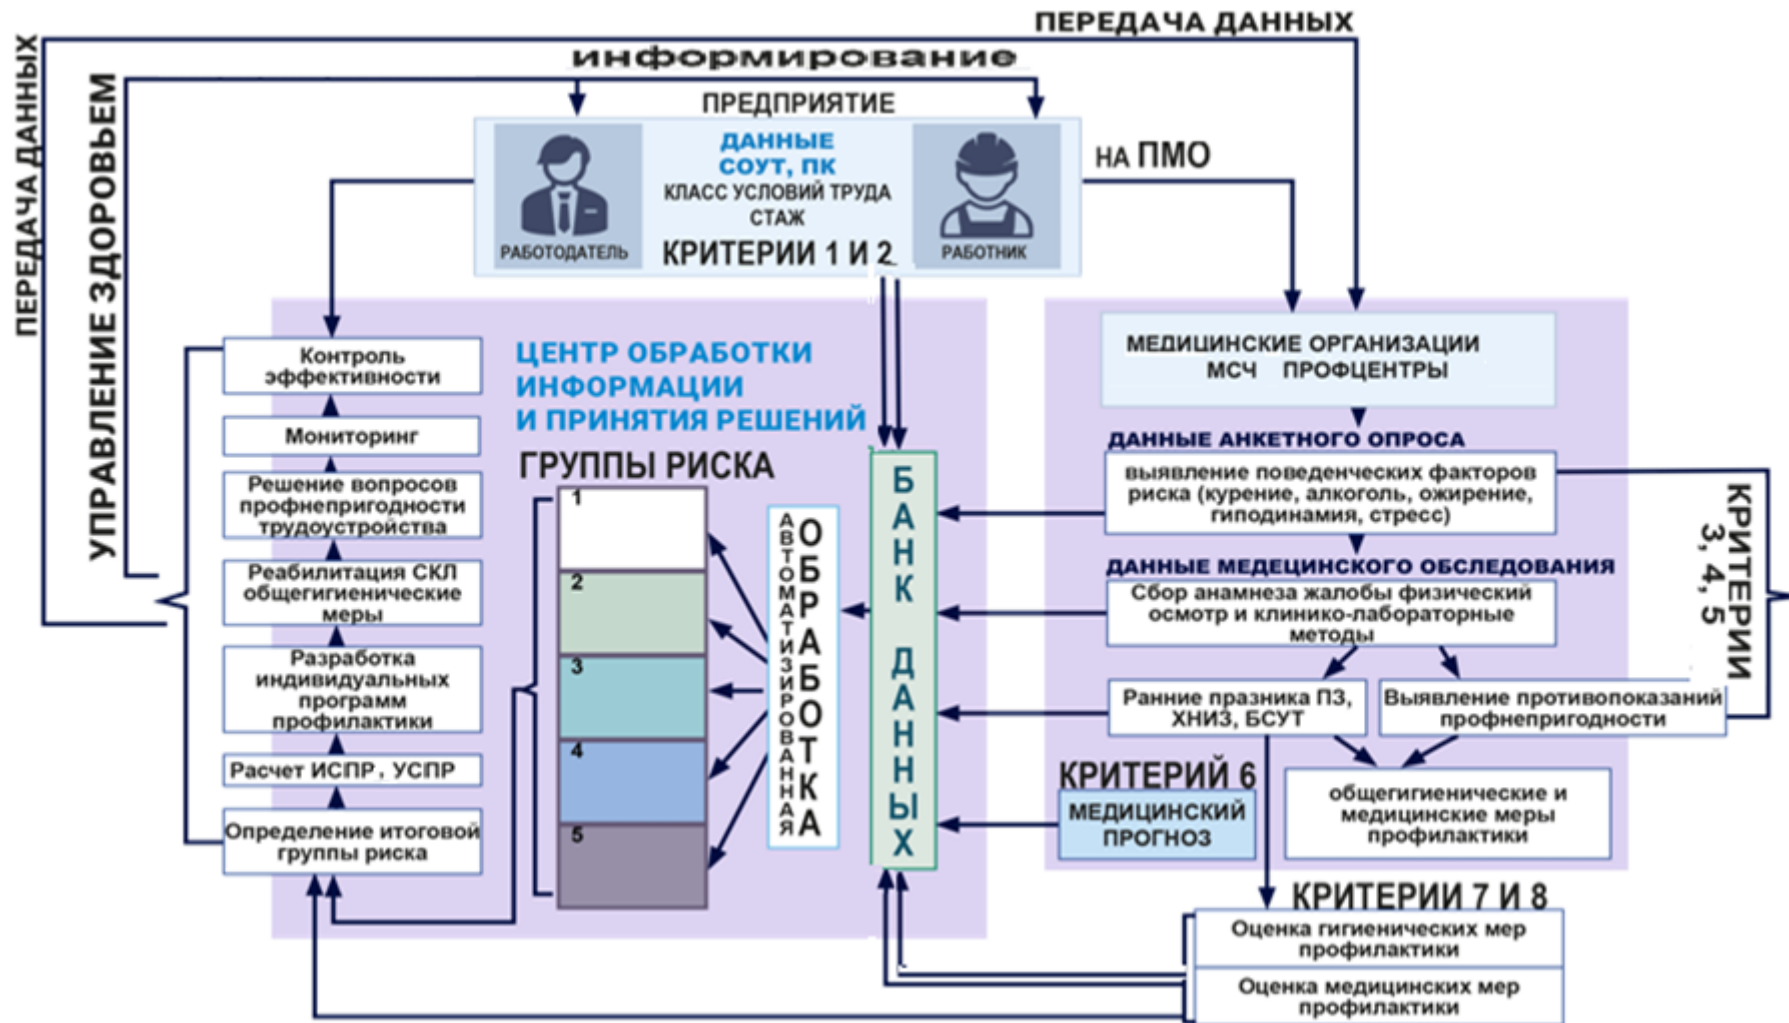 ПЕРЕДАЧА ДАННЫХ
информирование
ПРЕДПРИЯТИЕ
ПЕРЕДАЧА ДАННЫХ
УПРАВЛЕНИЕ ЗДОРОВЬЕМ
ДАННЫЕ
СОУТ, ПК
КЛАСС УСЛОВИЙ ТРУДА
СТАЖ
КРИТЕРИИ 1 И 2
РАБОТОДАТЕЛЬ
РАБОТНИК
НА ПМО
Контроль
эффективности
Мониторинг
Решение вопросов
профнепригодности
трудоустройства
Реабилитация СКЛ
общегигиенические
меры
Разработка
индивидуальных
программ
профилактики
Расчет ИСПР, УСПР
Определение итоговой
группы риска
ЦЕНТР ОБРАБОТКИ
ИНФОРМАЦИИ
И ПРИНЯТИЯ РЕШЕНИЙ
ГРУППЫ РИСКА
1
2
3
4
5
АВТОМАТИЗИРОВАННАЯ
ОБРАБОТКА
БАНК ДАННЫХ
МЕДИЦИНСКИЕ ОРГАНИЗАЦИИ
МСЧ ПРОФЦЕНТРЫ
ДАННЫЕ АНКЕТНОГО ОПРОСА
выявление поведенческих факторов
риска (курение, алкоголь, ожирение,
гиподинамия, стресс)
ДАННЫЕ МЕДЕЦИНСКОГО ОБСЛЕДОВАНИЯ
Сбор анамнеза жалобы физический
осмотр и клинико-лабораторные
методы
Ранние празника ПЗ,
ХНИЗ, БСУТ
Выявление противопоказаний
профнепригодности
КРИТЕРИИ
3, 4, 5
КРИТЕРИЙ 6
МЕДИЦИНСКИЙ
ПРОГНОЗ
общегигиенические и
медицинские меры
профилактики
КРИТЕРИИ 7 И 8
Оценка гигиенических мер
профилактики
Оценка медицинских мер
профилактики